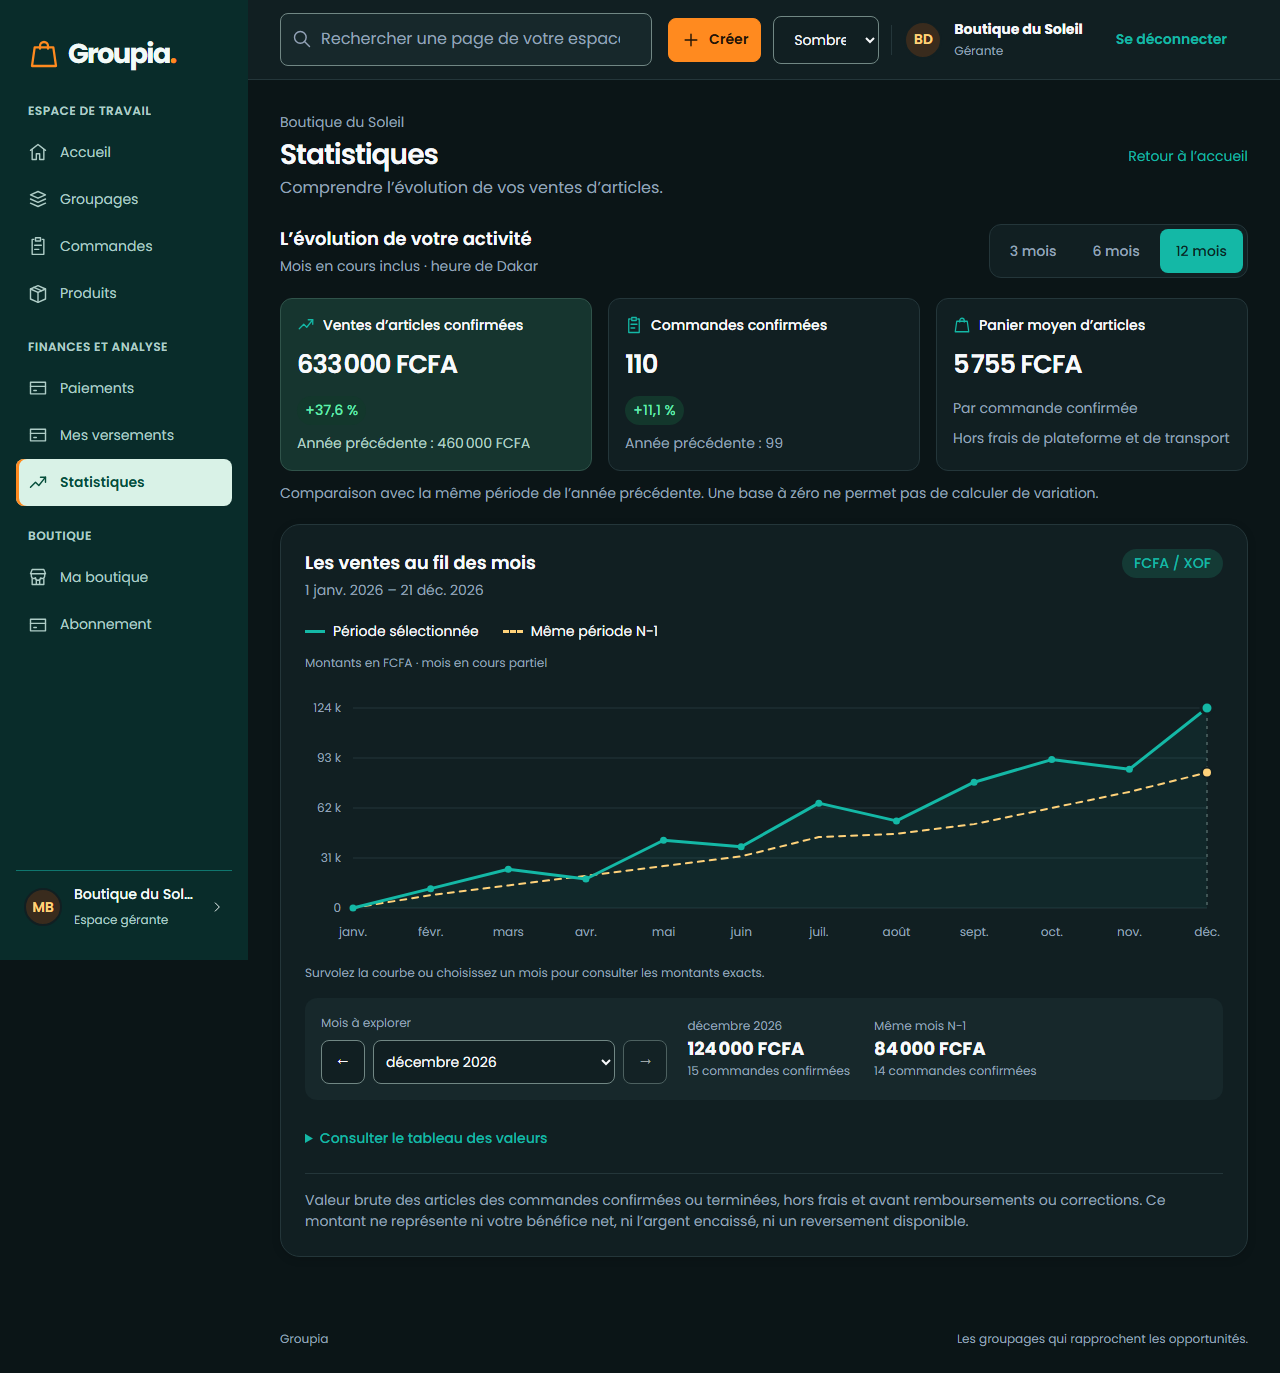 Groupia.
ESPACE DE TRAVAIL
Accueil
Groupages
Commandes
Produits
FINANCES ET ANALYSE
Paiements
Mes versements
Statistiques
BOUTIQUE
Ma boutique
Abonnement
MB
Boutique du Sol...
Espace gérante
Rechercher une page de votre espac
+ Créer
Sombre
BD
Boutique du Soleil
Gérante
Se déconnecter
Boutique du Soleil
Statistiques
Comprendre l’évolution de vos ventes d’articles.
Retour à l’accueil
L’évolution de votre activité
Mois en cours inclus · heure de Dakar
3 mois
6 mois
12 mois
Ventes d’articles confirmées
633 000 FCFA
+37,6 %
Année précédente : 460 000 FCFA
Commandes confirmées
110
+11,1 %
Année précédente : 99
Panier moyen d’articles
5 755 FCFA
Par commande confirmée
Hors frais de plateforme et de transport
Comparaison avec la même période de l’année précédente. Une base à zéro ne permet pas de calculer de variation.
Les ventes au fil des mois
FCFA / XOF
1 janv. 2026 – 21 déc. 2026
Période sélectionnée
Même période N-1
Montants en FCFA · mois en cours partiel
124 k
93 k
62 k
31 k
0
janv. févr. mars avr. mai juin juil. août sept. oct. nov. déc.
Survolez la courbe ou choisissez un mois pour consulter les montants exacts.
Mois à explorer
←
décembre 2026
→
décembre 2026
124 000 FCFA
15 commandes confirmées
Même mois N-1
84 000 FCFA
14 commandes confirmées
Consulter le tableau des valeurs
Valeur brute des articles des commandes confirmées ou terminées, hors frais et avant remboursements ou corrections. Ce
montant ne représente ni votre bénéfice net, ni l’argent encaissé, ni un reversement disponible.
Groupia
Les groupages qui rapprochent les opportunités.